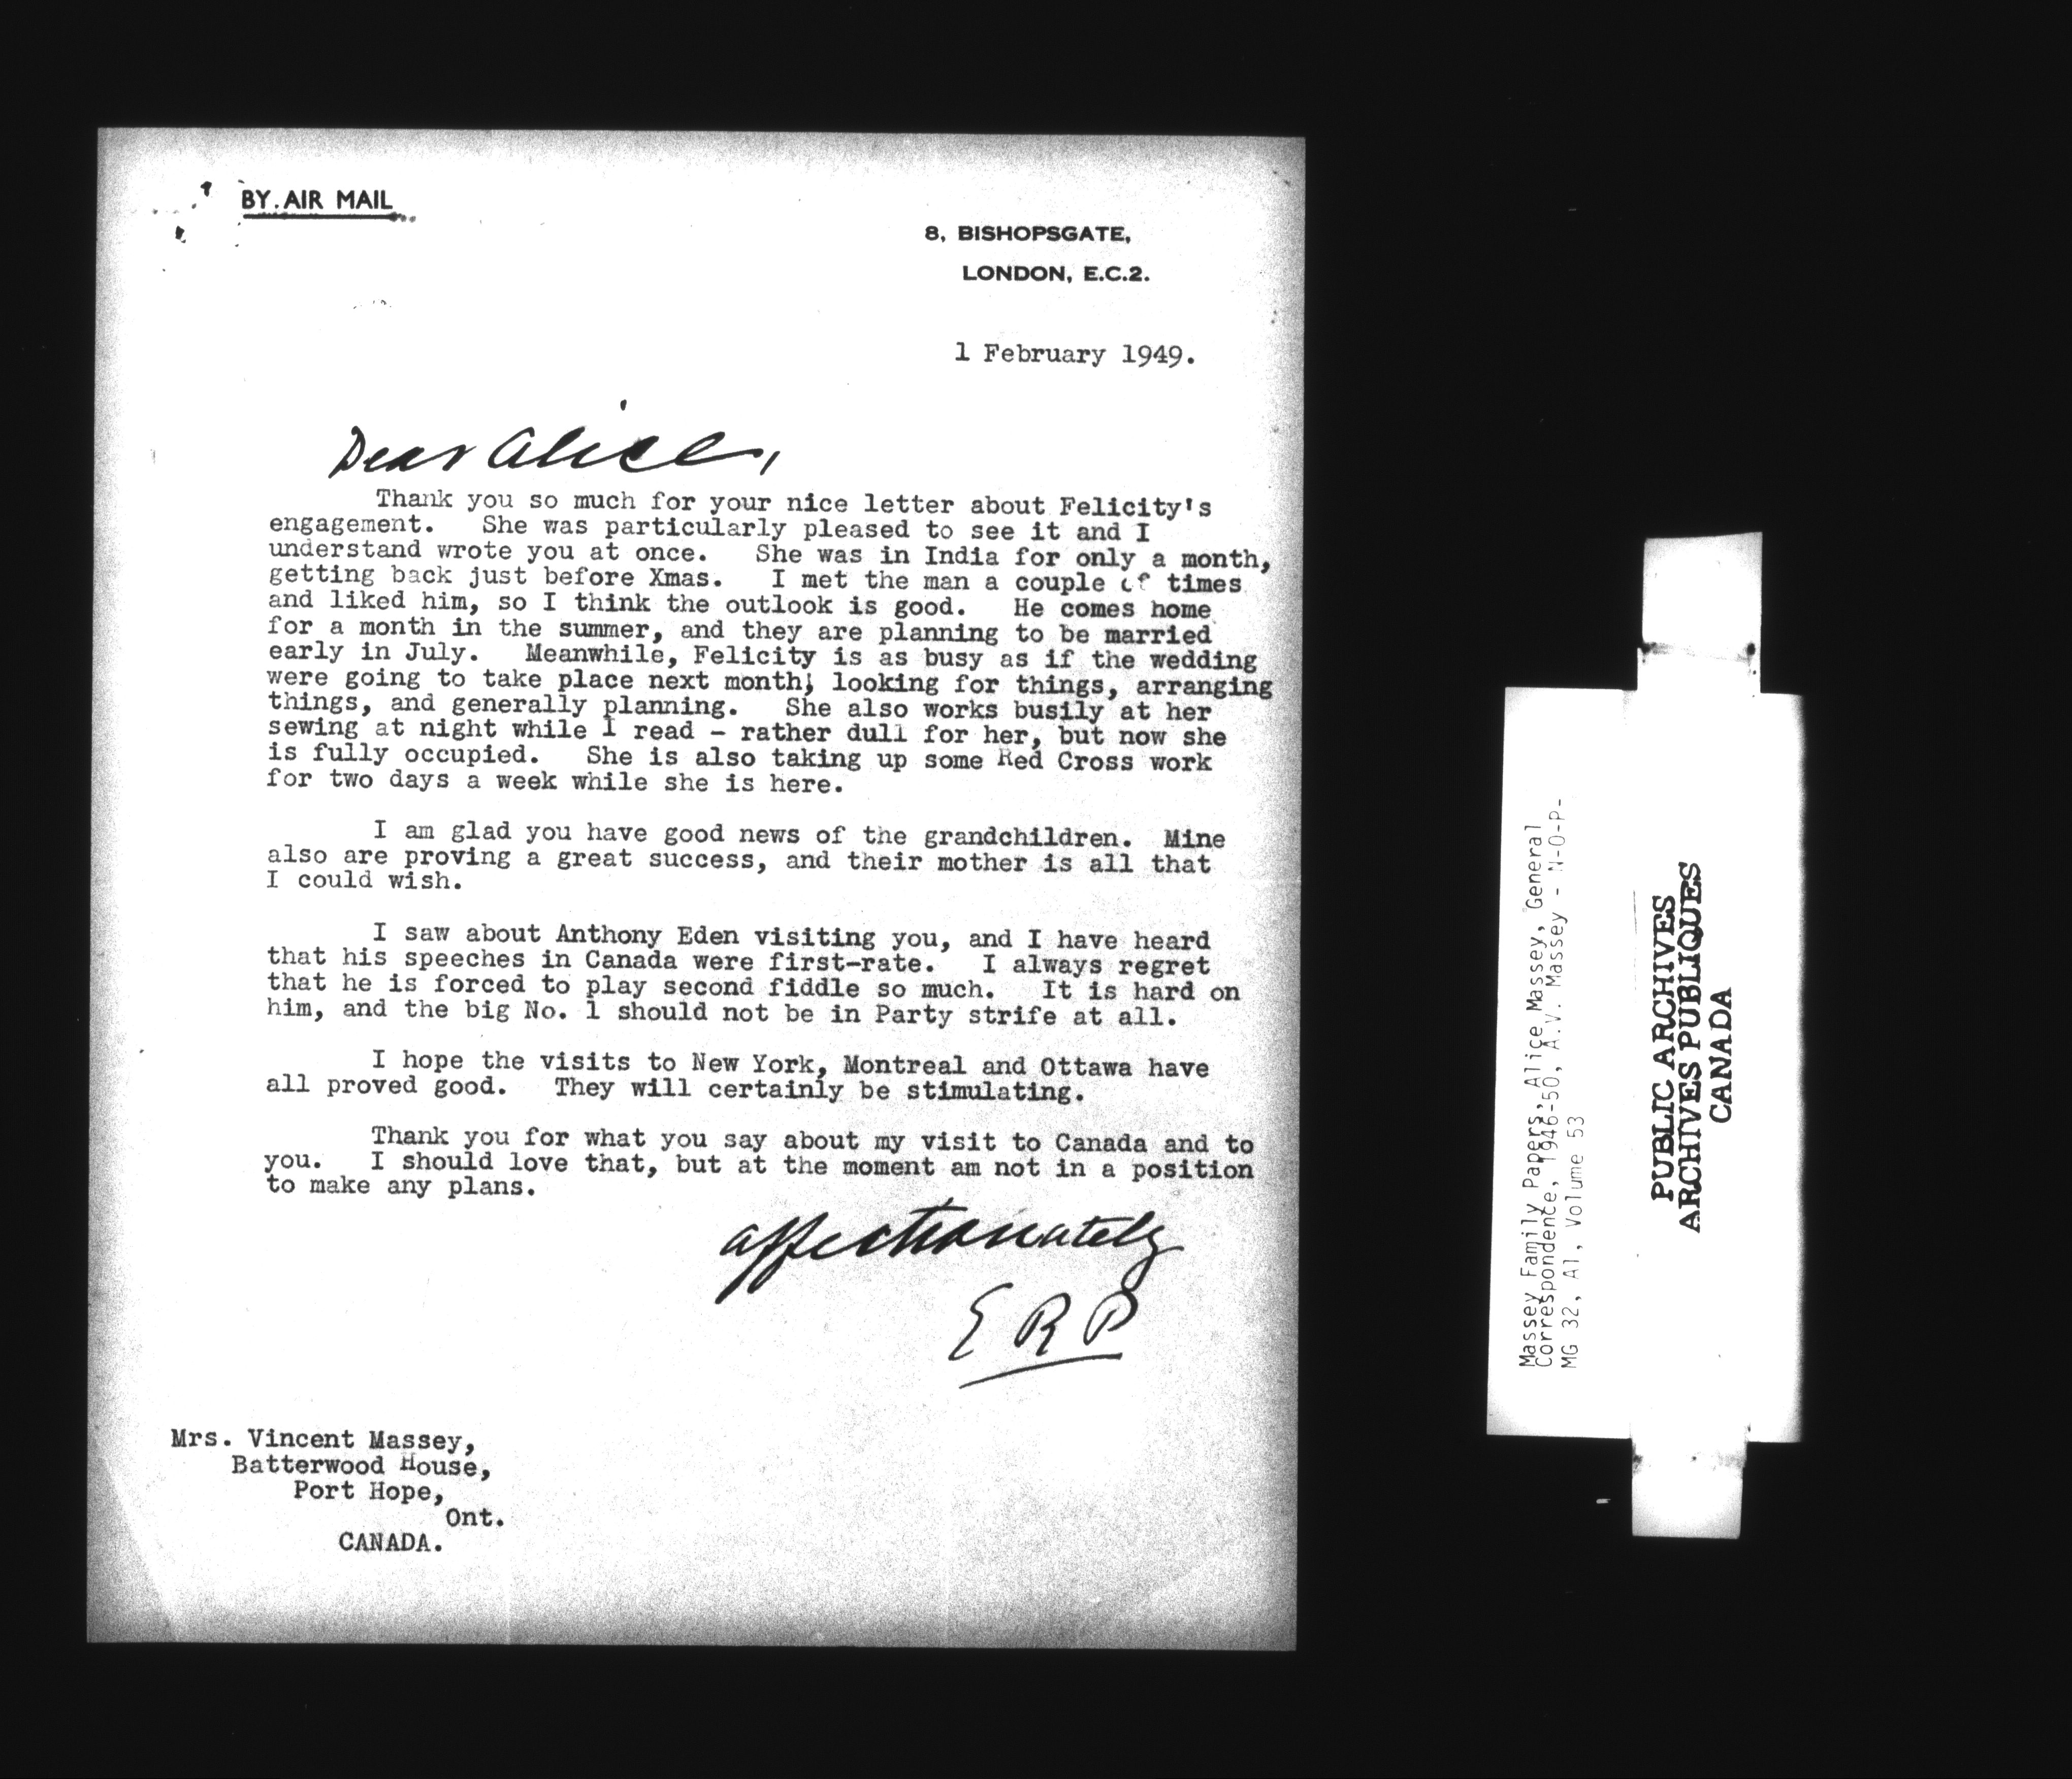 BY AIR MAIL
8, BISHOPSGATE,
LONDON, E.C.2.
1 February 1949.
Dear Alice,
Thank you so much for your nice letter about Felicity's
engagement. She was particularly pleased to see it and I
understand wrote you at once. She was in India for only a month,
getting back just before Xmas. I met the man a couple of times
and liked him, so I think the outlook is good. He comes home
for a month in the summer, and they are planning to be married
early in July. Meanwhile, Felicity is as busy as if the wedding
were going to take place next month; looking for things, arranging
things, and generally planning. She also works busily at her
sewing at night while I read - rather dull for her, but now she
is fully occupied. She is also taking up some Red Cross work
for two days a week while she is here.
I am glad you have good news of the grandchildren. Mine
also are proving a great success, and their mother is all that
I could wish.
I saw about Anthony Eden visiting you, and I have heard
that his speeches in Canada were first-rate. I always regret
that he is forced to play second fiddle so much. It is hard on
him, and the big No. 1 should not be in Party strife at all.
I hope the visits to New York, Montreal and Ottawa have
all proved good. They will certainly be stimulating.
Thank you for what you say about my visit to Canada and to
you. I should love that, but at the moment am not in a position
to make any plans.
affectionately
ERP
Mrs. Vincent Massey,
Batterwood House,
Port Hope,
Ont.
CANADA.
Massey Family Papers, Alice Massey, General
Correspondence, 1946-50, A.V. Massey - N-O-P-
MG 32, A1, Volume 53
PUBLIC ARCHIVES
ARCHIVES PUBLIQUES
CANADA